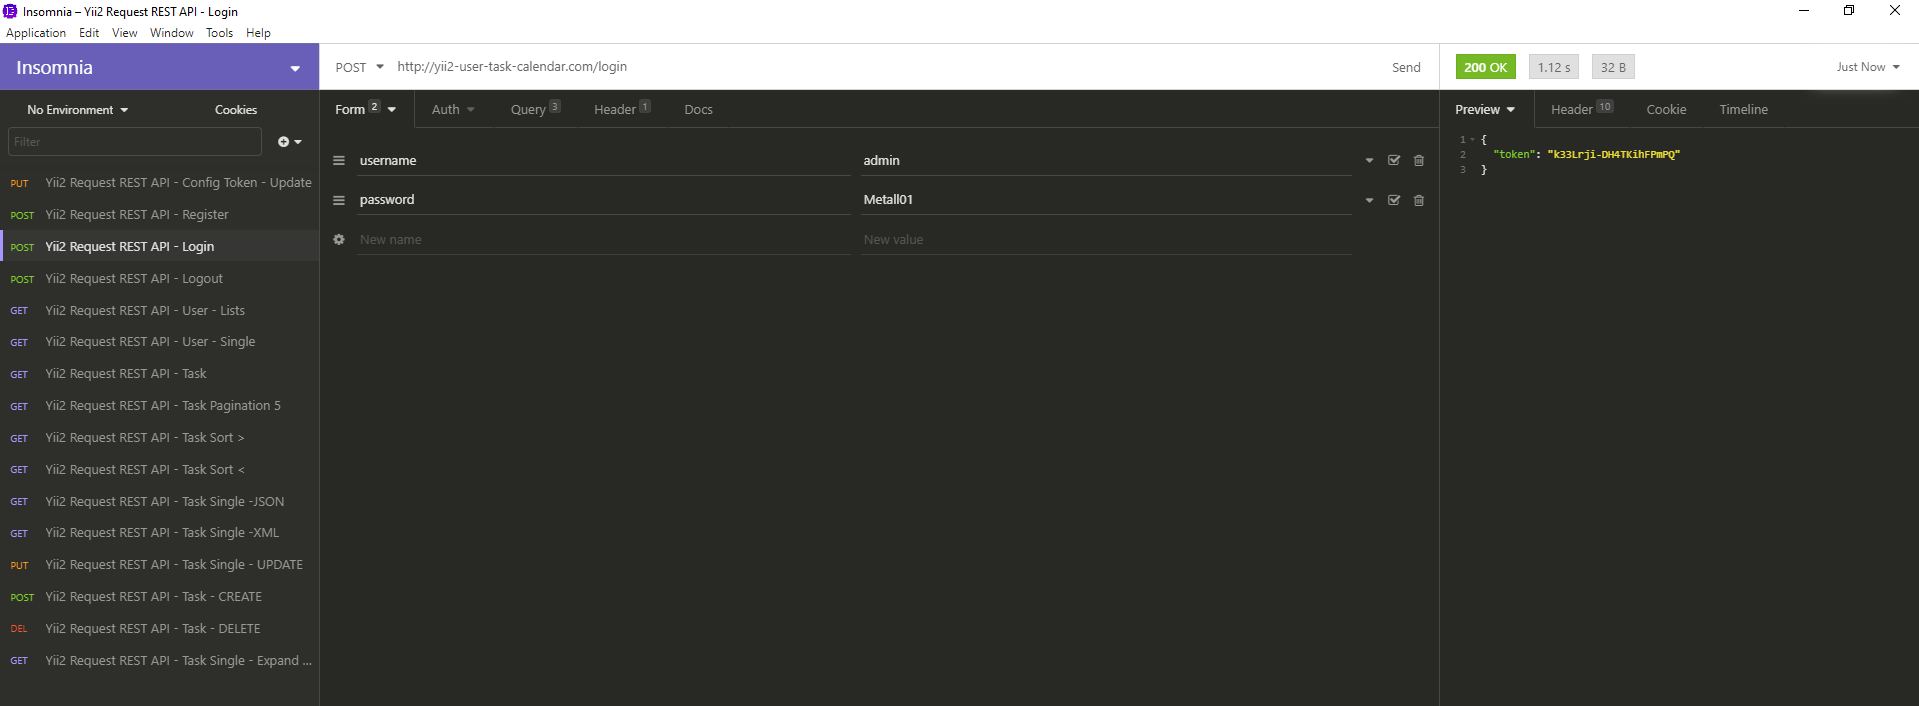 Insomnia – Yii2 Request REST API - Login
Application Edit View Window Tools Help
Insomnia
POST http://yii2-user-task-calendar.com/login Send
200 OK 1.12 s 32 B Just Now
No Environment Cookies
Filter
PUT Yii2 Request REST API - Config Token - Update
POST Yii2 Request REST API - Register
POST Yii2 Request REST API - Login
POST Yii2 Request REST API - Logout
GET Yii2 Request REST API - User - Lists
GET Yii2 Request REST API - User - Single
GET Yii2 Request REST API - Task
GET Yii2 Request REST API - Task Pagination 5
GET Yii2 Request REST API - Task Sort >
GET Yii2 Request REST API - Task Sort <
GET Yii2 Request REST API - Task Single -JSON
GET Yii2 Request REST API - Task Single -XML
PUT Yii2 Request REST API - Task Single - UPDATE
POST Yii2 Request REST API - Task - CREATE
DEL Yii2 Request REST API - Task - DELETE
GET Yii2 Request REST API - Task Single - Expand ...
Form 2 Auth Query 3 Header 1 Docs
username admin
password Metall01
New name New value
Preview Header 10 Cookie Timeline
1 {
2 "token": "k33Lrji-DH4TKihFPmPQ"
3 }